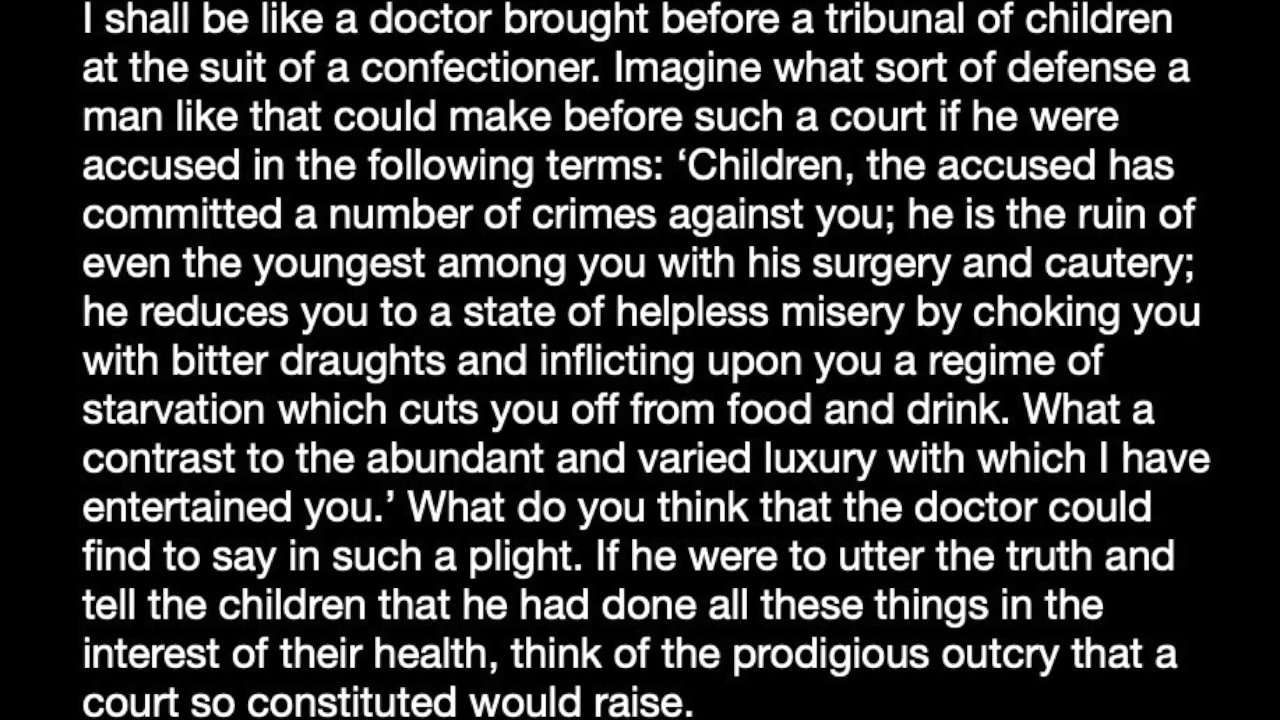 I shall be like a doctor brought before a tribunal of children
at the suit of a confectioner. Imagine what sort of defense a
man like that could make before such a court if he were
accused in the following terms: ‘Children, the accused has
committed a number of crimes against you; he is the ruin of
even the youngest among you with his surgery and cautery;
he reduces you to a state of helpless misery by choking you
with bitter draughts and inflicting upon you a regime of
starvation which cuts you off from food and drink. What a
contrast to the abundant and varied luxury with which I have
entertained you.’ What do you think that the doctor could
find to say in such a plight. If he were to utter the truth and
tell the children that he had done all these things in the
interest of their health, think of the prodigious outcry that a
court so constituted would raise.